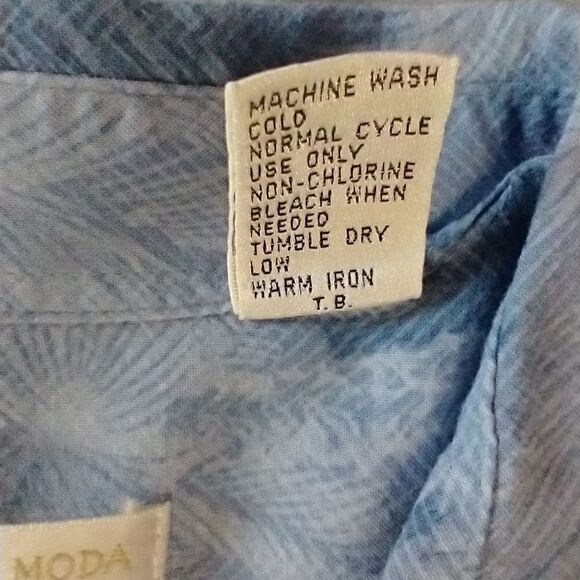 MACHINE WASH
COLD
NORMAL CYCLE
USE ONLY
NON-CHLORINE
BLEACH WHEN
NEEDED
TUMBLE DRY
LOW
WARM IRON
T.B.
MODA